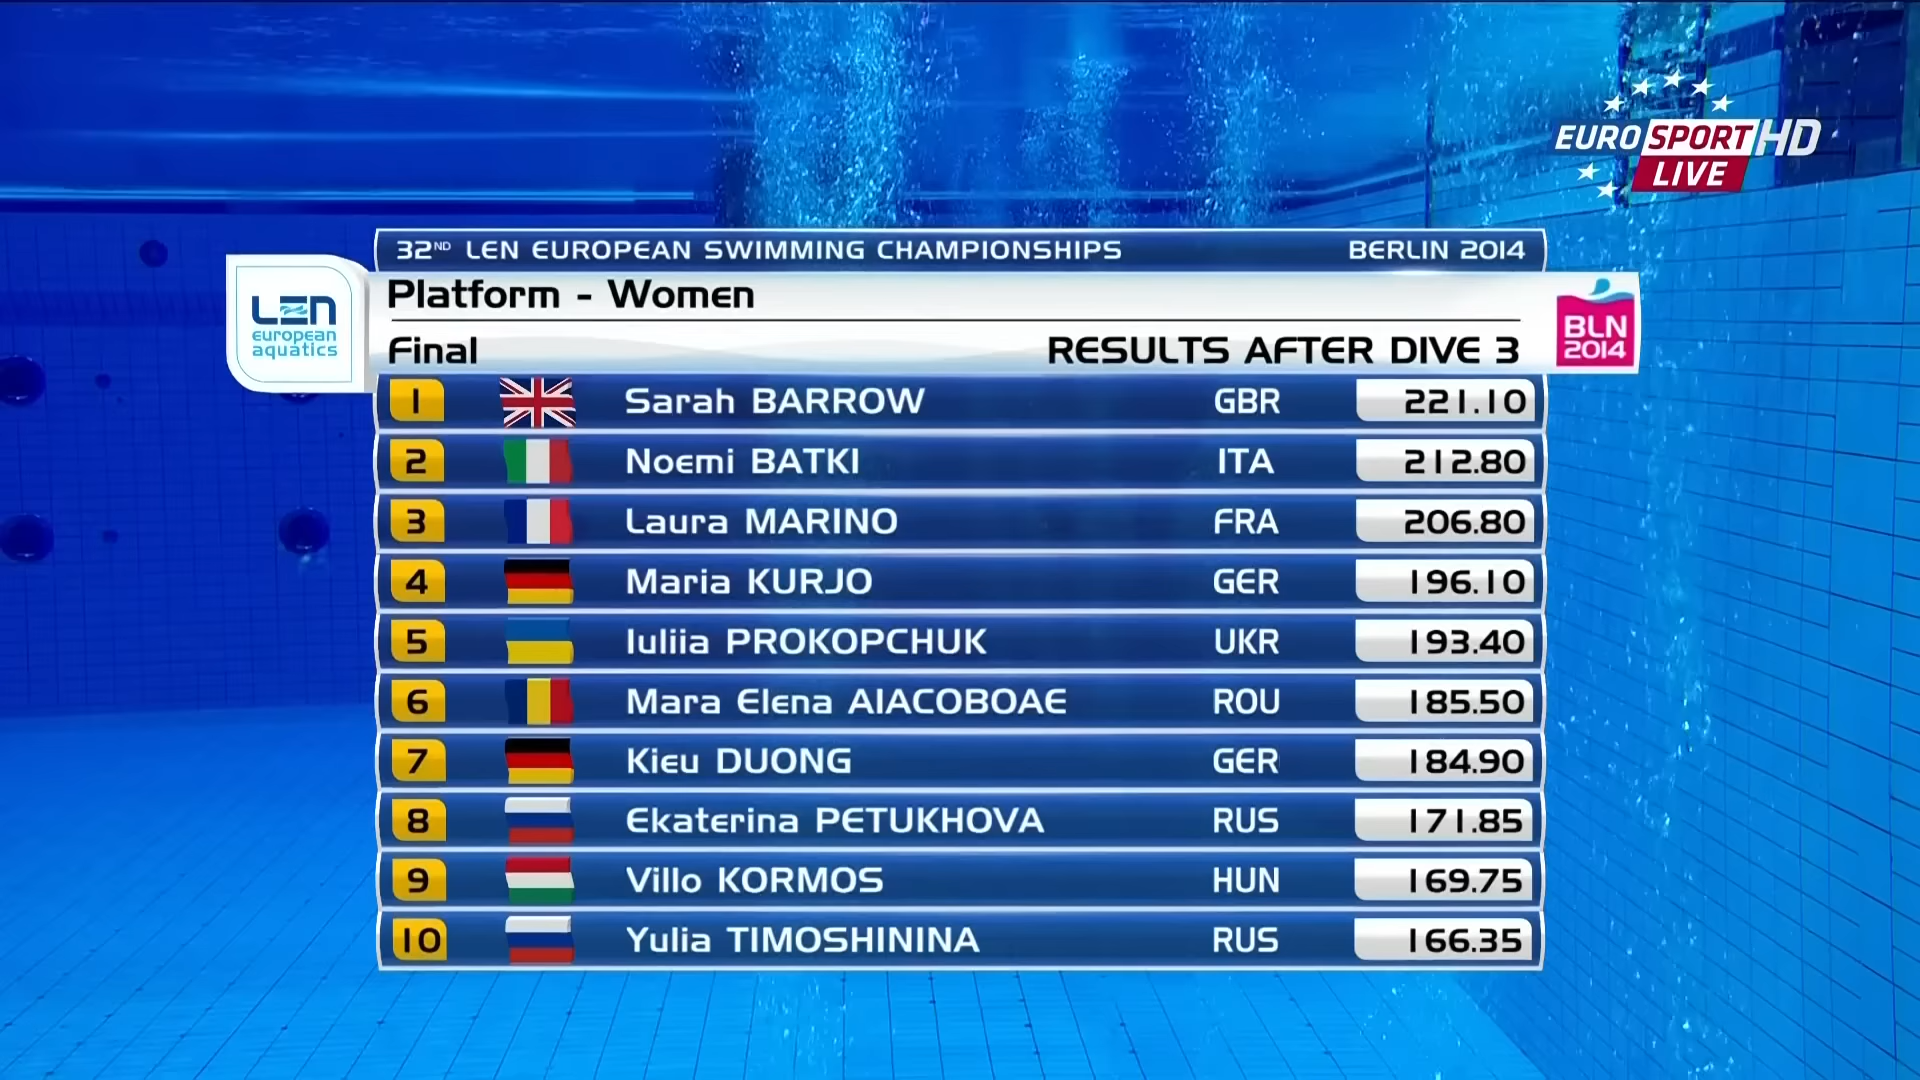 EUROSPORT HD
LIVE
32ND LEN EUROPEAN SWIMMING CHAMPIONSHIPS BERLIN 2014
LEN
european
aquatics
Platform - Women
Final RESULTS AFTER DIVE 3
BLN
2014
1 Sarah BARROW GBR 221.10
2 Noemi BATKI ITA 212.80
3 Laura MARINO FRA 206.80
4 Maria KURJO GER 196.10
5 Iuliia PROKOPCHUK UKR 193.40
6 Mara Elena AIACOBOAE ROU 185.50
7 Kieu DUONG GER 184.90
8 Ekaterina PETUKHOVA RUS 171.85
9 Villo KORMOS HUN 169.75
10 Yulia TIMOSHININA RUS 166.35